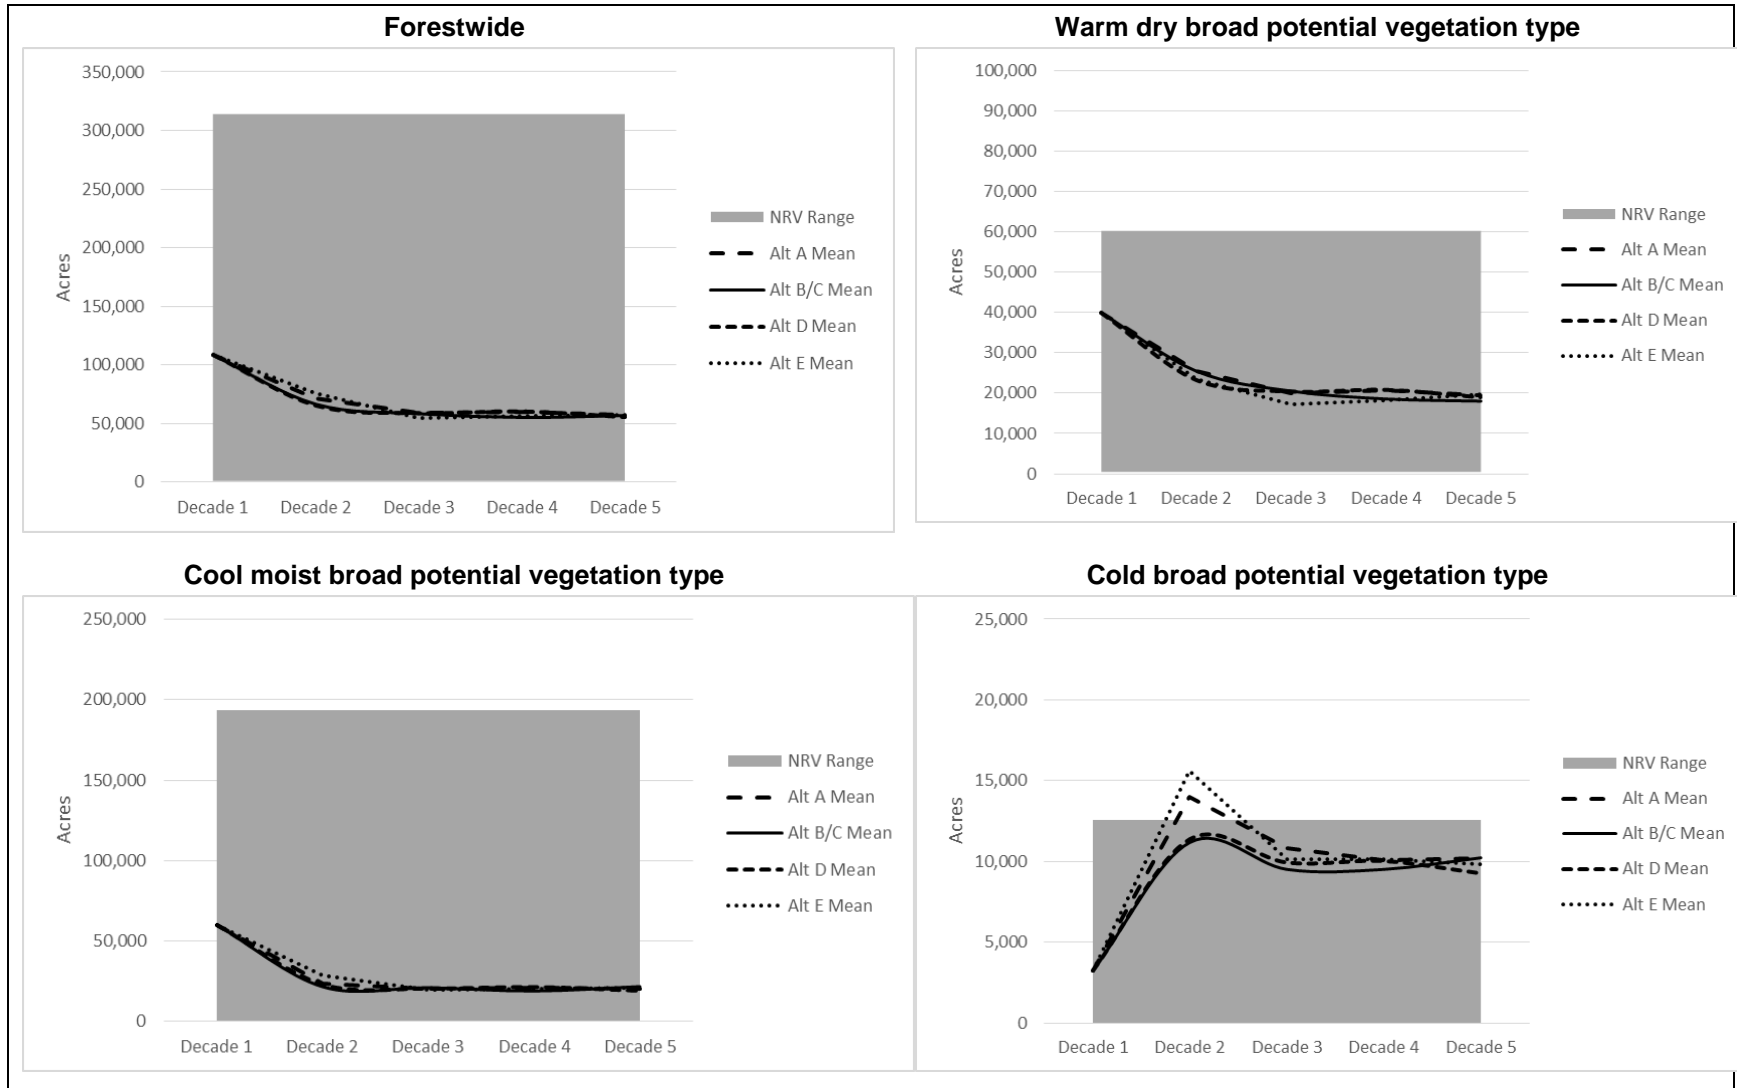 Forestwide
350,000
300,000
250,000
200,000
150,000
100,000
50,000
0
Acres
Decade 1 Decade 2 Decade 3 Decade 4 Decade 5
NRV Range
Alt A Mean
Alt B/C Mean
Alt D Mean
Alt E Mean
Warm dry broad potential vegetation type
100,000
90,000
80,000
70,000
60,000
50,000
40,000
30,000
20,000
10,000
0
Acres
Decade 1 Decade 2 Decade 3 Decade 4 Decade 5
NRV Range
Alt A Mean
Alt B/C Mean
Alt D Mean
Alt E Mean
Cool moist broad potential vegetation type
250,000
200,000
150,000
100,000
50,000
0
Acres
Decade 1 Decade 2 Decade 3 Decade 4 Decade 5
NRV Range
Alt A Mean
Alt B/C Mean
Alt D Mean
Alt E Mean
Cold broad potential vegetation type
25,000
20,000
15,000
10,000
5,000
0
Acres
Decade 1 Decade 2 Decade 3 Decade 4 Decade 5
NRV Range
Alt A Mean
Alt B/C Mean
Alt D Mean
Alt E Mean